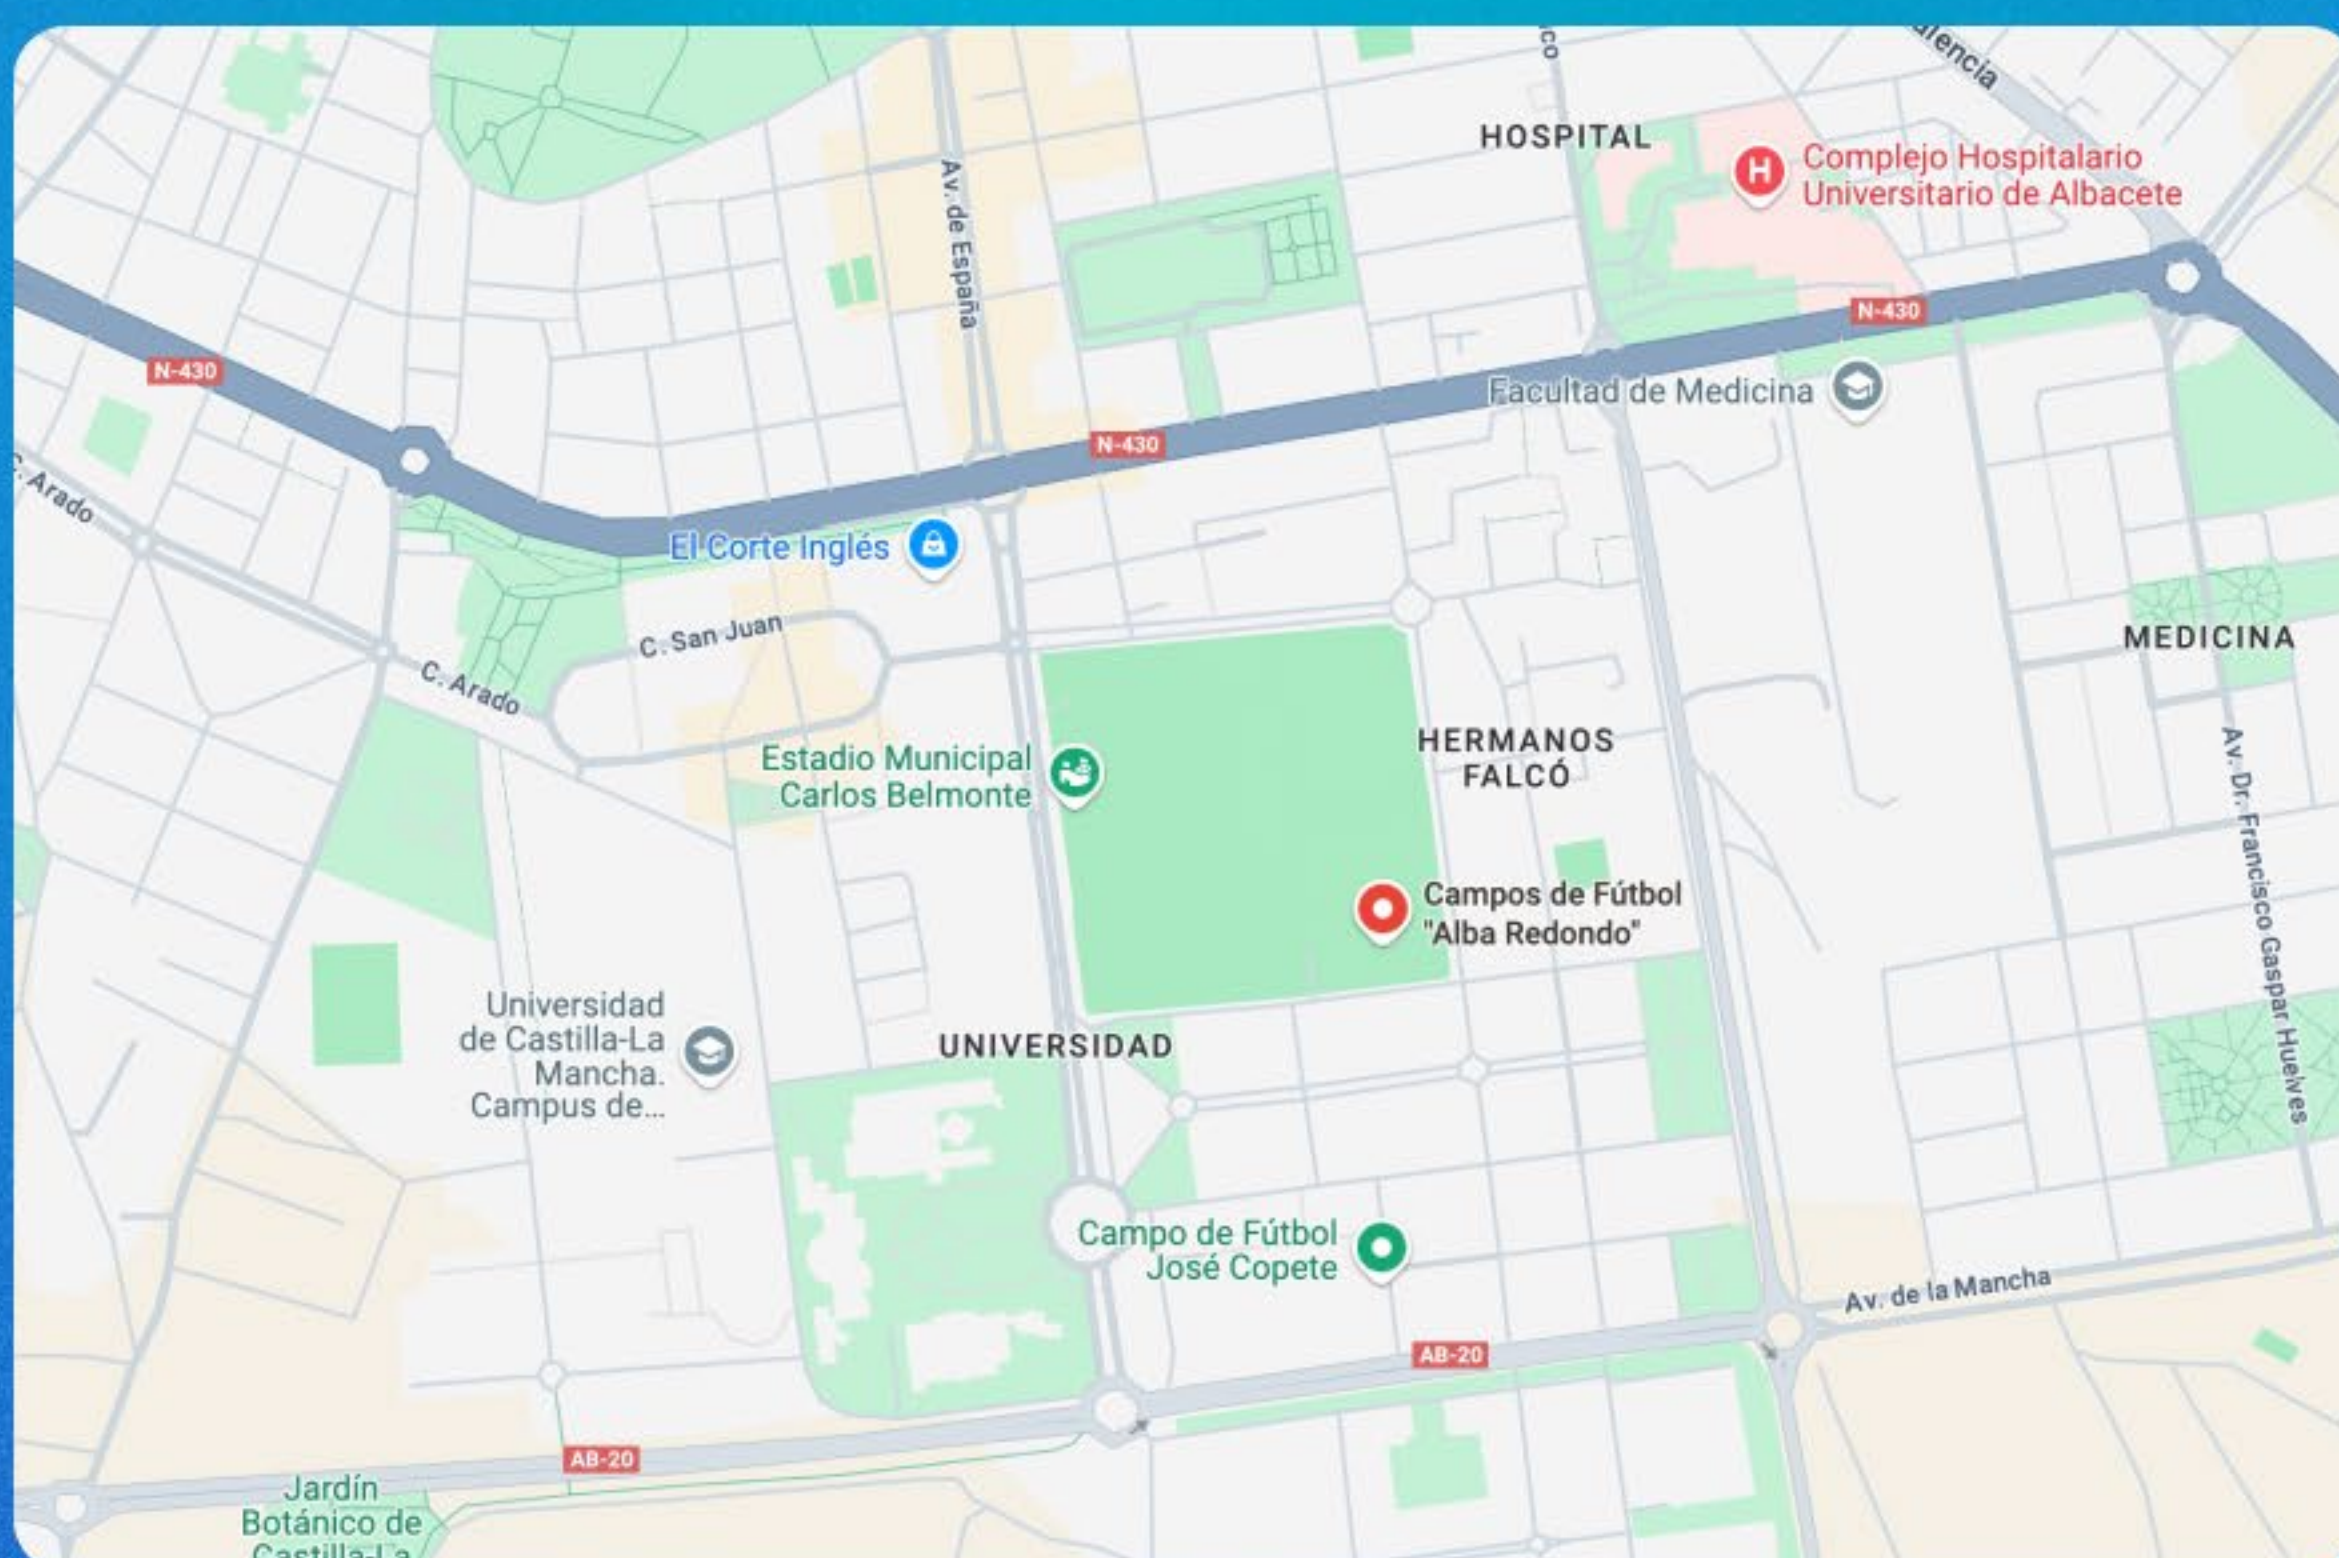 HOSPITAL
Complejo Hospitalario
Universitario de Albacete
Av. de España
N-430
N-430
Facultad de Medicina
N-430
C. Arado
El Corte Inglés
C. San Juan
C. Arado
MEDICINA
HERMANOS
FALCÓ
Estadio Municipal
Carlos Belmonte
Av. Dr. Francisco Gaspar Huelves
Campos de Fútbol
"Alba Redondo"
Universidad
de Castilla-La
Mancha.
Campus de...
UNIVERSIDAD
Campo de Fútbol
José Copete
Av. de la Mancha
AB-20
AB-20
Jardín
Botánico de
Castilla-La